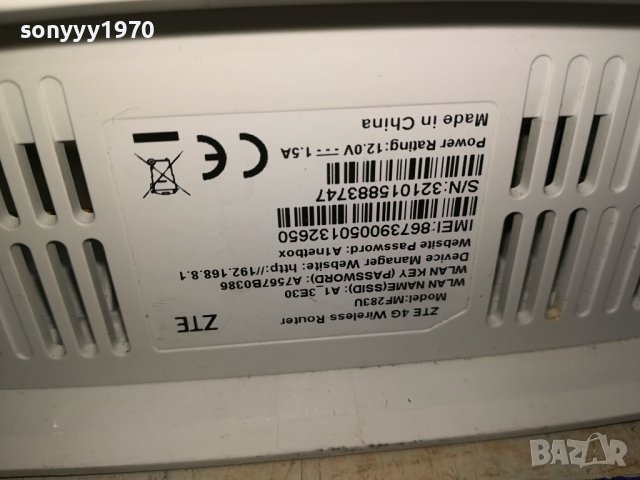 sonyyy1970
ZTE
ZTE 4G Wireless Router
Model:MF283U
WLAN NAME(SSID): A1_3E30
WLAN KEY (PASSWORD): A7567B0386
Device Manager Website: http://192.168.8.1
Website Password: A1netbox
IMEI:867390050132650
S/N:321015883747
Power Rating:12.0V ⎓ 1.5A
Made in China
CE
BAZAR